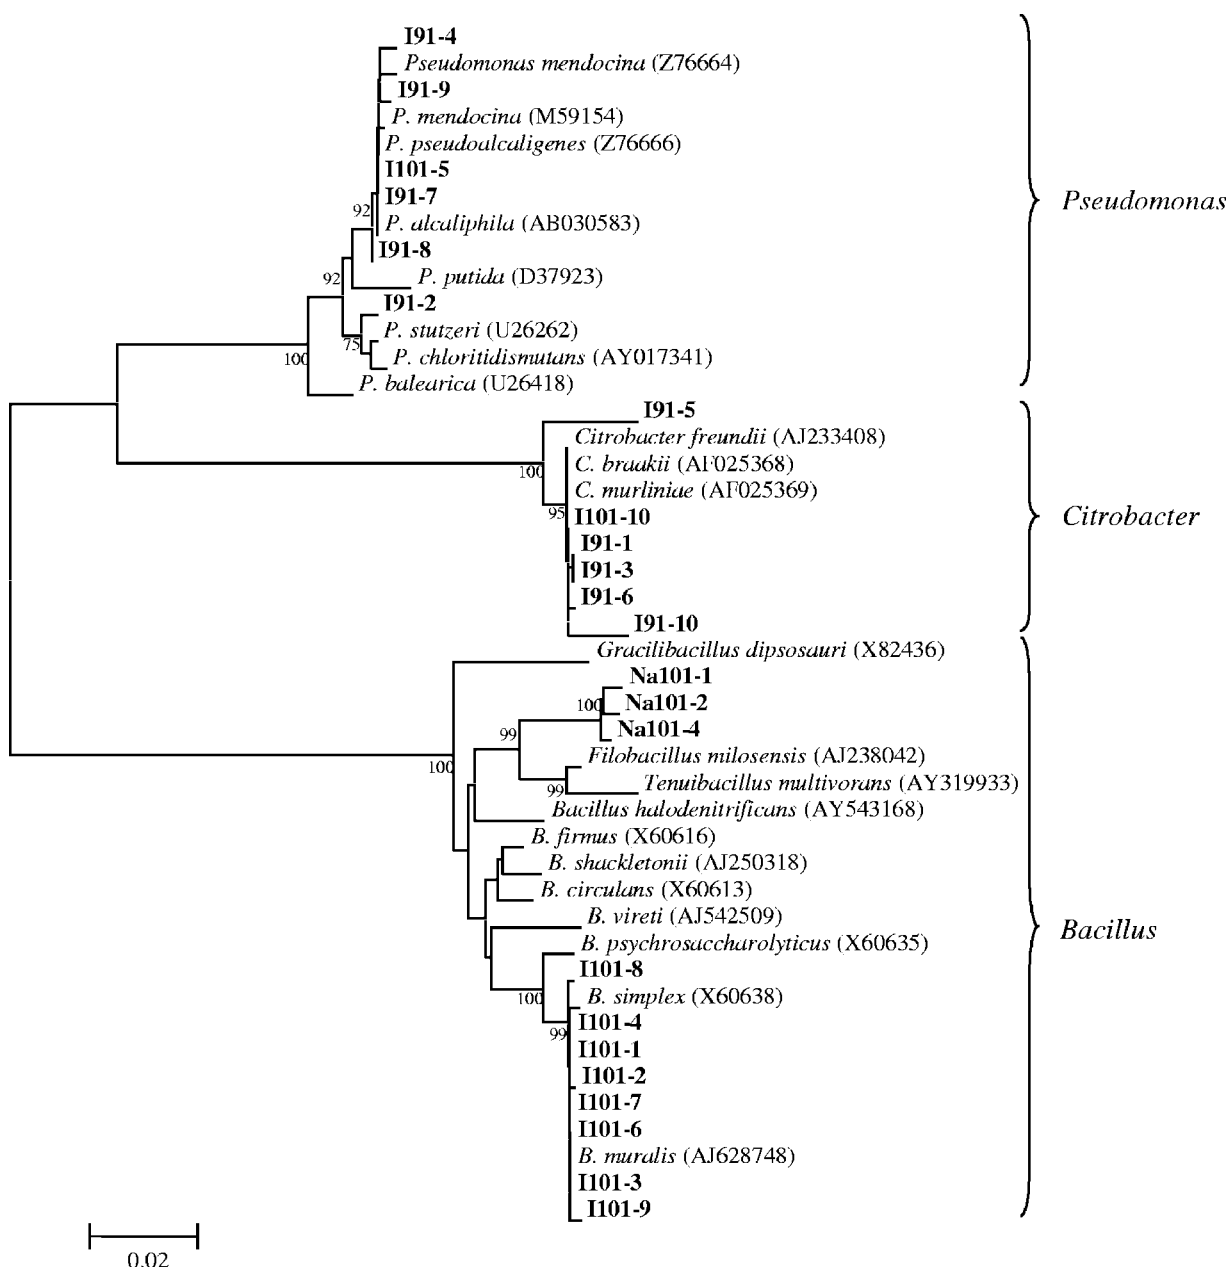 I91-4
Pseudomonas mendocina (Z76664)
I91-9
P. mendocina (M59154)
P. pseudoalcaligenes (Z76666)
I101-5
I91-7
92
P. alcaliphila (AB030583)
I91-8
92
P. putida (D37923)
I91-2
P. stutzeri (U26262)
75
P. chloritidismutans (AY017341)
100
P. balearica (U26418)
Pseudomonas
I91-5
Citrobacter freundii (AJ233408)
100
C. braakii (AF025368)
C. murliniae (AF025369)
95
I101-10
I91-1
I91-3
I91-6
I91-10
Citrobacter
Gracilibacillus dipsosauri (X82436)
Na101-1
100
Na101-2
Na101-4
99
Filobacillus milosensis (AJ238042)
100
Tenuibacillus multivorans (AY319933)
99
Bacillus halodenitrificans (AY543168)
B. firmus (X60616)
B. shackletonii (AJ250318)
B. circulans (X60613)
B. vireti (AJ542509)
B. psychrosaccharolyticus (X60635)
I101-8
100
B. simplex (X60638)
I101-4
99
I101-1
I101-2
I101-7
I101-6
B. muralis (AJ628748)
I101-3
I101-9
Bacillus
0.02